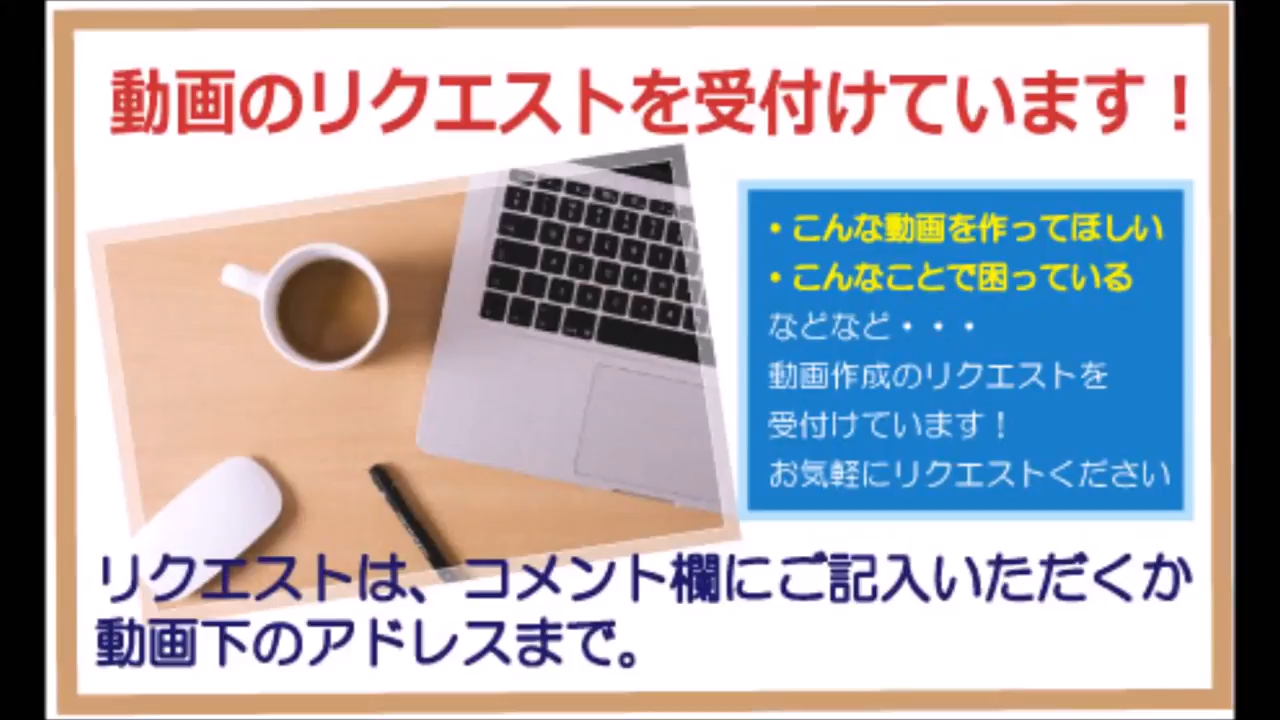 動画のリクエストを受付けています！
・こんな動画を作ってほしい
・こんなことで困っている
などなど・・・
動画作成のリクエストを
受付けています！
お気軽にリクエストください
リクエストは、コメント欄にご記入いただくか
動画下のアドレスまで。